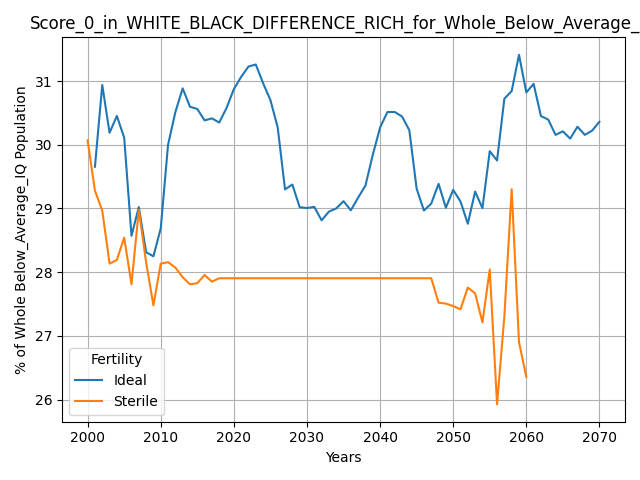 Score_0_in_WHITE_BLACK_DIFFERENCE_RICH_for_Whole_Below_Average_
% of Whole Below_Average_IQ Population
31
30
29
28
27
26
Fertility
Ideal
Sterile
2000 2010 2020 2030 2040 2050 2060 2070
Years